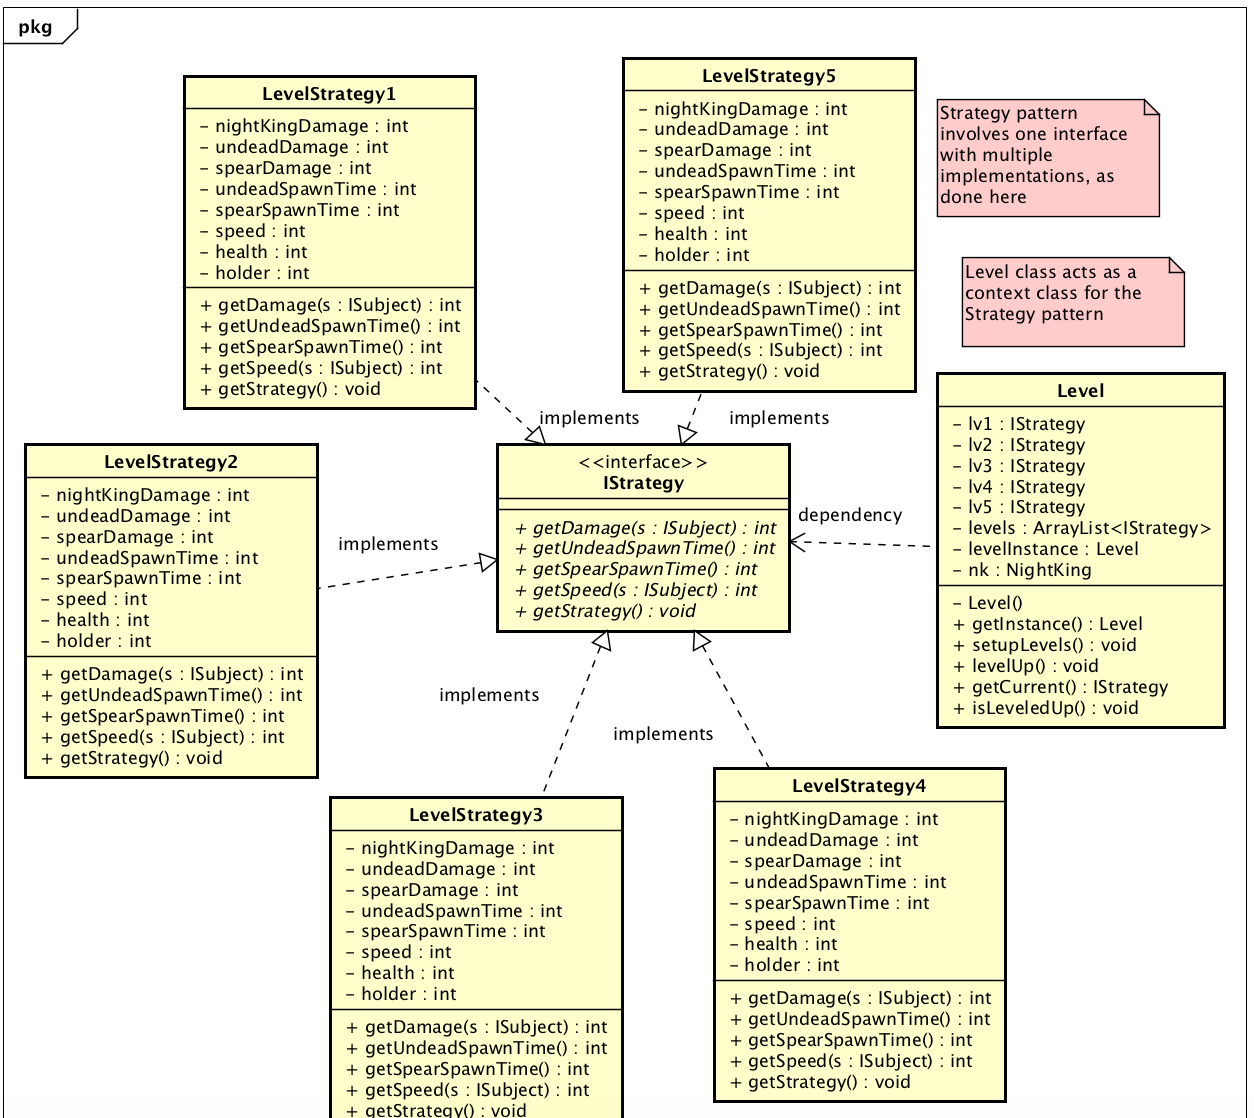 pkg
LevelStrategy1
- nightKingDamage : int
- undeadDamage : int
- spearDamage : int
- undeadSpawnTime : int
- spearSpawnTime : int
- speed : int
- health : int
- holder : int
+ getDamage(s : ISubject) : int
+ getUndeadSpawnTime() : int
+ getSpearSpawnTime() : int
+ getSpeed(s : ISubject) : int
+ getStrategy() : void
LevelStrategy5
- nightKingDamage : int
- undeadDamage : int
- spearDamage : int
- undeadSpawnTime : int
- spearSpawnTime : int
- speed : int
- health : int
- holder : int
+ getDamage(s : ISubject) : int
+ getUndeadSpawnTime() : int
+ getSpearSpawnTime() : int
+ getSpeed(s : ISubject) : int
+ getStrategy() : void
Strategy pattern
involves one interface
with multiple
implementations, as
done here
Level class acts as a
context class for the
Strategy pattern
implements
implements
LevelStrategy2
- nightKingDamage : int
- undeadDamage : int
- spearDamage : int
- undeadSpawnTime : int
- spearSpawnTime : int
- speed : int
- health : int
- holder : int
+ getDamage(s : ISubject) : int
+ getUndeadSpawnTime() : int
+ getSpearSpawnTime() : int
+ getSpeed(s : ISubject) : int
+ getStrategy() : void
implements
<<interface>>
IStrategy
+ getDamage(s : ISubject) : int
+ getUndeadSpawnTime() : int
+ getSpearSpawnTime() : int
+ getSpeed(s : ISubject) : int
+ getStrategy() : void
dependency
Level
- lv1 : IStrategy
- lv2 : IStrategy
- lv3 : IStrategy
- lv4 : IStrategy
- lv5 : IStrategy
- levels : ArrayList<IStrategy>
- levelInstance : Level
- nk : NightKing
- Level()
+ getInstance() : Level
+ setupLevels() : void
+ levelUp() : void
+ getCurrent() : IStrategy
+ isLeveledUp() : void
implements
implements
LevelStrategy3
- nightKingDamage : int
- undeadDamage : int
- spearDamage : int
- undeadSpawnTime : int
- spearSpawnTime : int
- speed : int
- health : int
- holder : int
+ getDamage(s : ISubject) : int
+ getUndeadSpawnTime() : int
+ getSpearSpawnTime() : int
+ getSpeed(s : ISubject) : int
+ getStrategy() : void
LevelStrategy4
- nightKingDamage : int
- undeadDamage : int
- spearDamage : int
- undeadSpawnTime : int
- spearSpawnTime : int
- speed : int
- health : int
- holder : int
+ getDamage(s : ISubject) : int
+ getUndeadSpawnTime() : int
+ getSpearSpawnTime() : int
+ getSpeed(s : ISubject) : int
+ getStrategy() : void